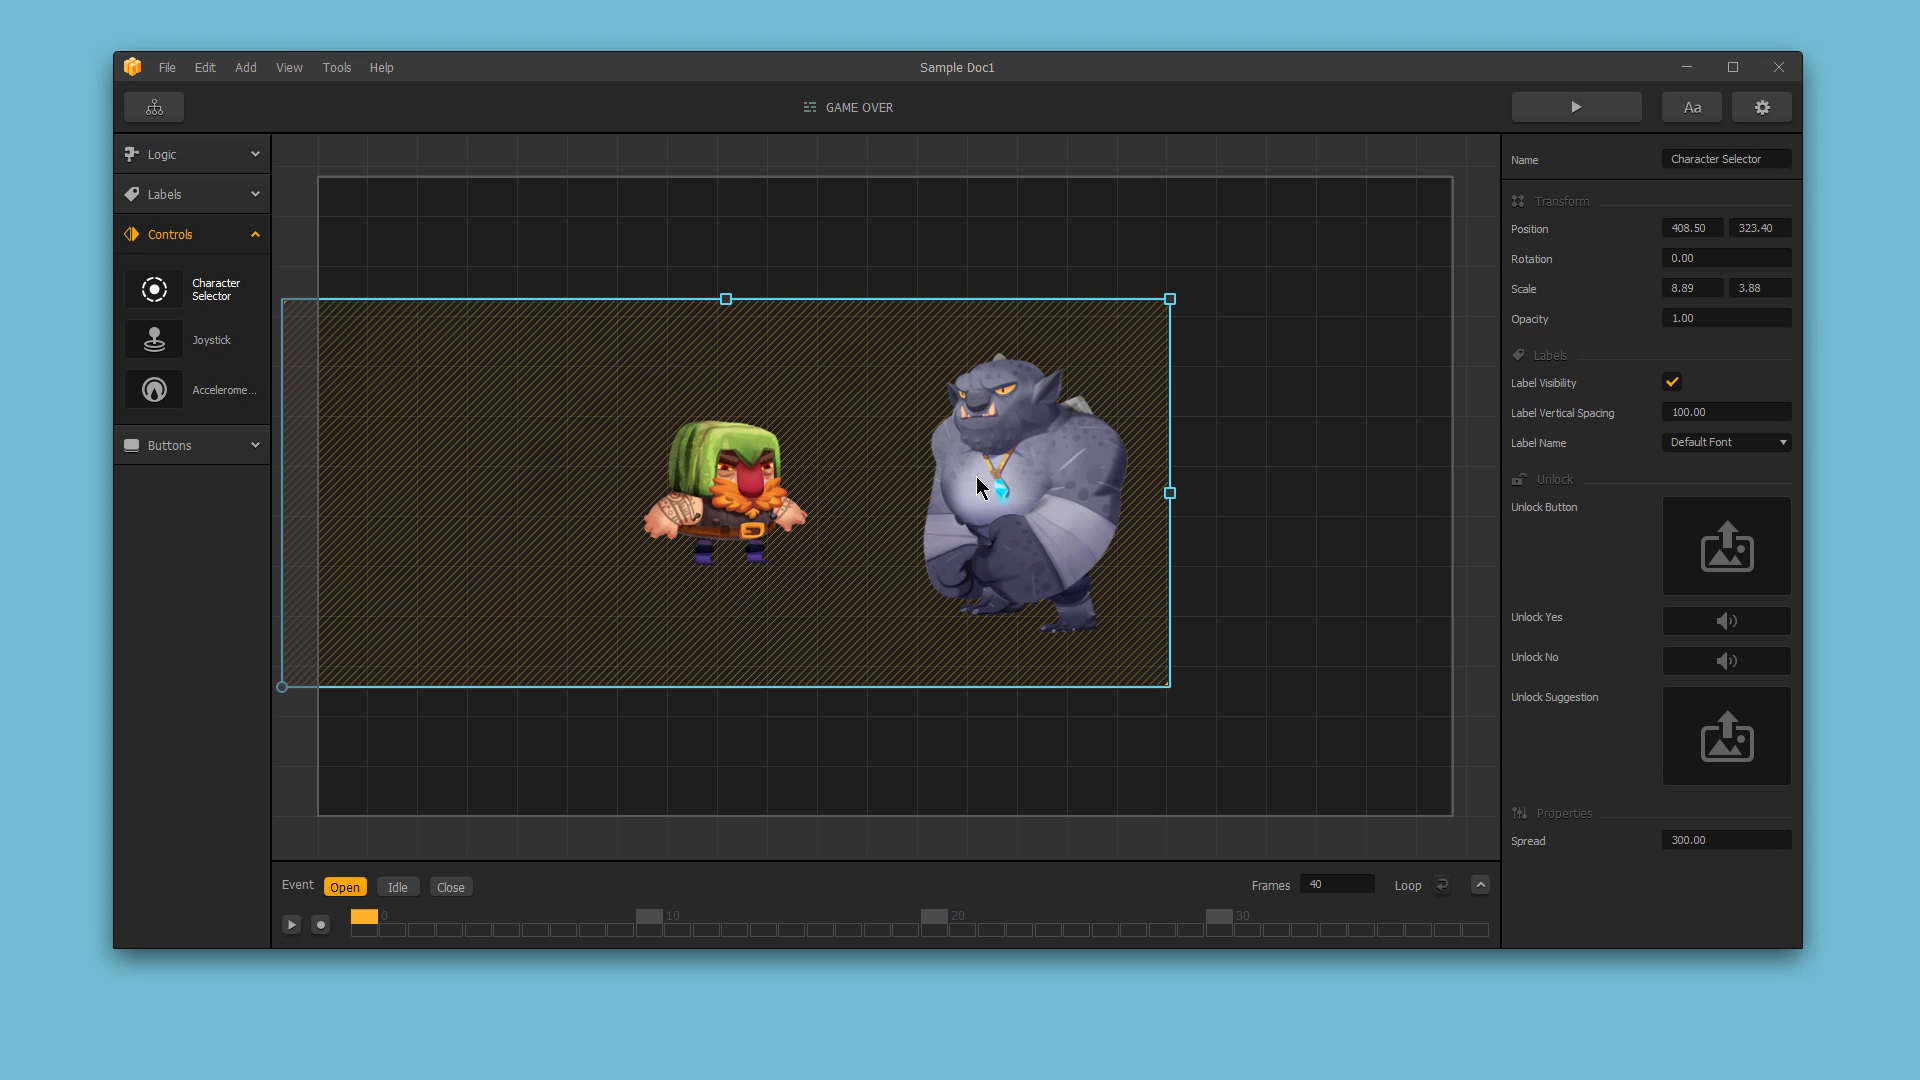 File Edit Add View Tools Help
Sample Doc1
GAME OVER
Aa
Logic
Labels
Controls
Character
Selector
Joystick
Accelerome...
Buttons
Name Character Selector
Transform
Position 408.50 323.40
Rotation 0.00
Scale 8.89 3.88
Opacity 1.00
Labels
Label Visibility
Label Vertical Spacing 100.00
Label Name Default Font
Unlock
Unlock Button
Unlock Yes
Unlock No
Unlock Suggestion
Properties
Spread 300.00
Event Open Idle Close
Frames 40 Loop
0 10 20 30